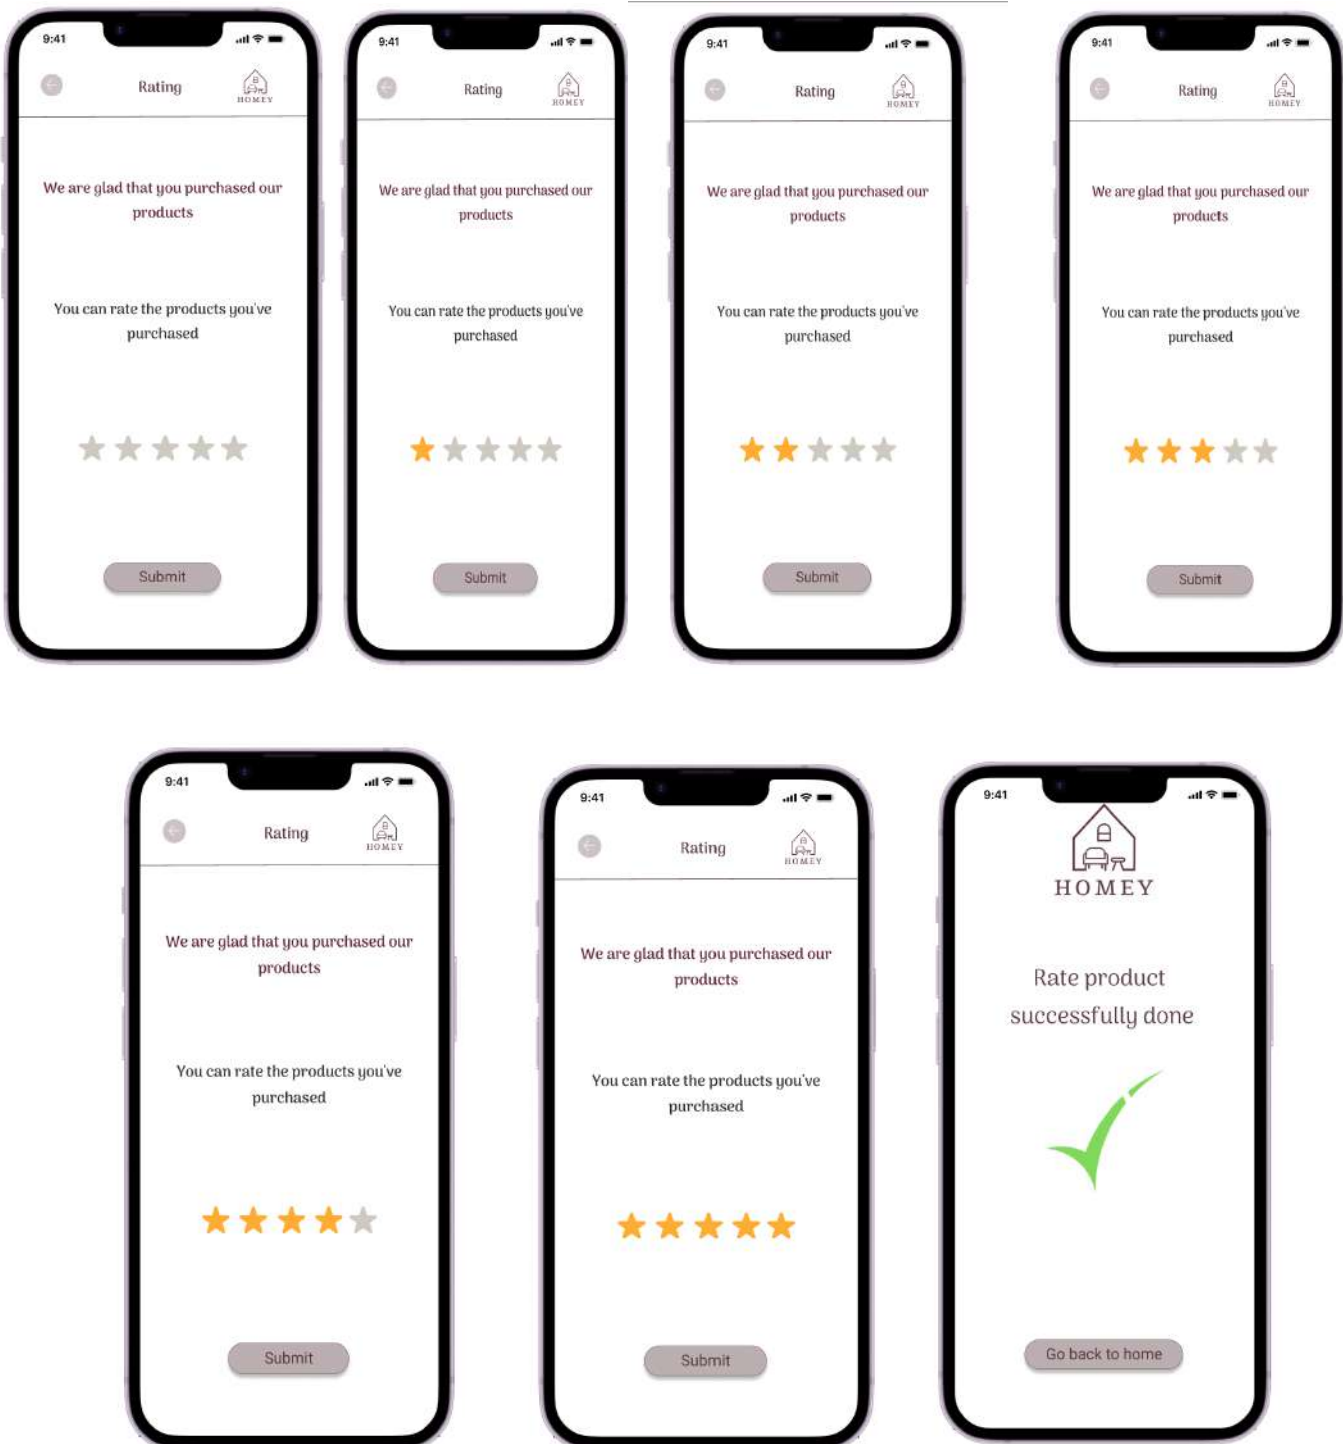 9:41
Rating
HOMEY
We are glad that you purchased our
products
You can rate the products you've
purchased
Submit
9:41
Rating
HOMEY
We are glad that you purchased our
products
You can rate the products you've
purchased
Submit
9:41
Rating
HOMEY
We are glad that you purchased our
products
You can rate the products you've
purchased
Submit
9:41
Rating
HOMEY
We are glad that you purchased our
products
You can rate the products you've
purchased
Submit
9:41
Rating
HOMEY
We are glad that you purchased our
products
You can rate the products you've
purchased
Submit
9:41
Rating
HOMEY
We are glad that you purchased our
products
You can rate the products you've
purchased
Submit
9:41
HOMEY
Rate product
successfully done
Go back to home